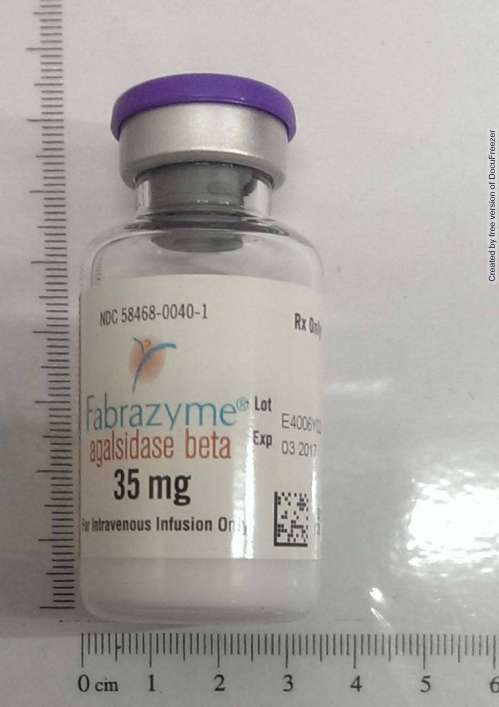 NDC 58468-0040-1
Rx Only
Fabrazyme®
agalsidase beta
35 mg
For Intravenous Infusion Only
Lot
Exp 03 2017
0 cm 1 2 3 4 5 6
Created by free version of DocuFreezer